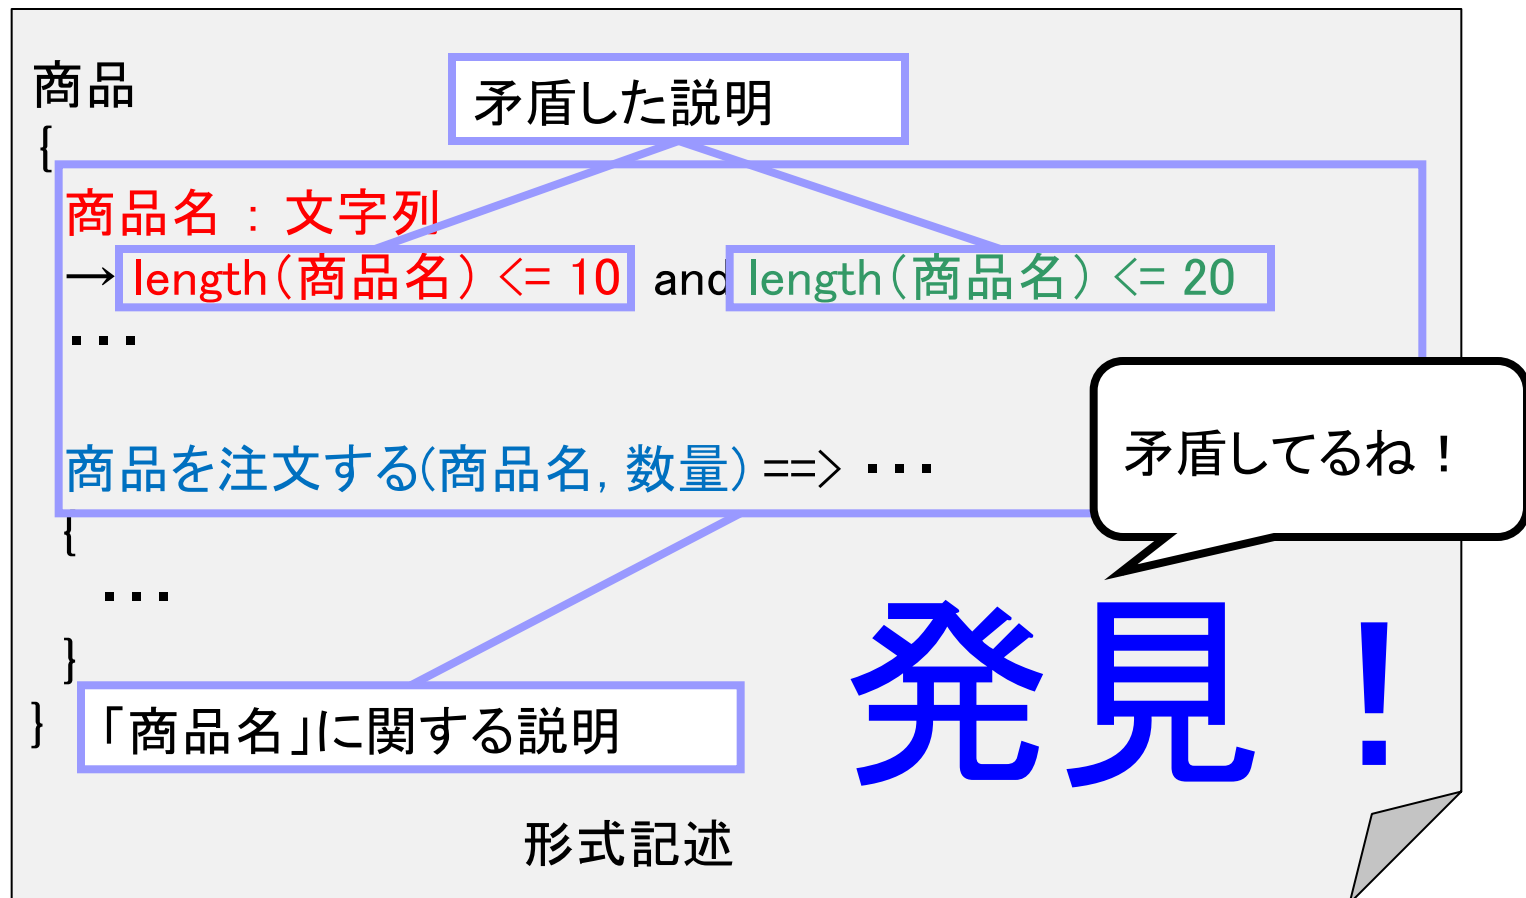 商品
矛盾した説明
{
商品名 : 文字列
→ length(商品名) <= 10 and length(商品名) <= 20
・・・
矛盾してるね！
商品を注文する(商品名, 数量) ==> ・・・
{
・・・
}
発見！
} 「商品名」に関する説明
形式記述